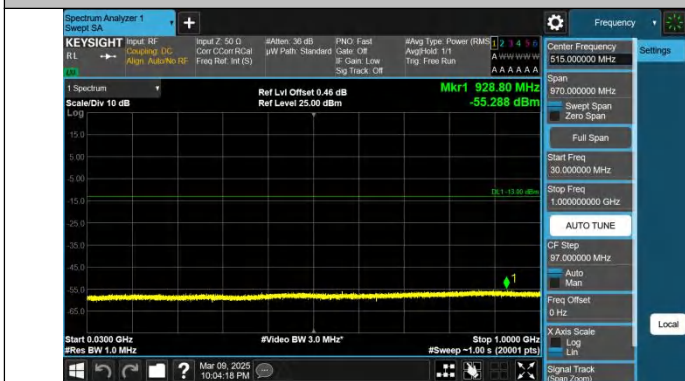 Spectrum Analyzer 1
Swept SA
Frequency
KEYSIGHT
RL
Input: RF
Coupling: DC
Align: Auto/No RF
Input Z: 50 Ω
Corr CCorr RCal
Freq Ref: Int (S)
#Atten: 36 dB
µW Path: Standard
PNO: Fast
Gate: Off
IF Gain: Low
Sig Track: Off
#Avg Type: Power (RMS
Avg|Hold: 1/1
Trig: Free Run
1 2 3 4 5 6
A W W W W W
A A A A A A
1 Spectrum
Scale/Div 10 dB
Log
Ref Lvl Offset 0.46 dB
Ref Level 25.00 dBm
Mkr1 928.80 MHz
-55.288 dBm
15.0
5.00
-5.00
-15.0
-25.0
-35.0
-45.0
-55.0
-65.0
DL1 -13.00 dBm
1
Start 0.0300 GHz
#Res BW 1.0 MHz
#Video BW 3.0 MHz*
Stop 1.0000 GHz
#Sweep ~1.00 s (20001 pts)
Mar 09, 2025
10:04:18 PM
?
Center Frequency
515.000000 MHz
Span
970.000000 MHz
Swept Span
Zero Span
Full Span
Start Freq
30.000000 MHz
Stop Freq
1.000000000 GHz
AUTO TUNE
CF Step
97.000000 MHz
Auto
Man
Freq Offset
0 Hz
X Axis Scale
Log
Lin
Signal Track
(Span Zoom)
Settings
Local